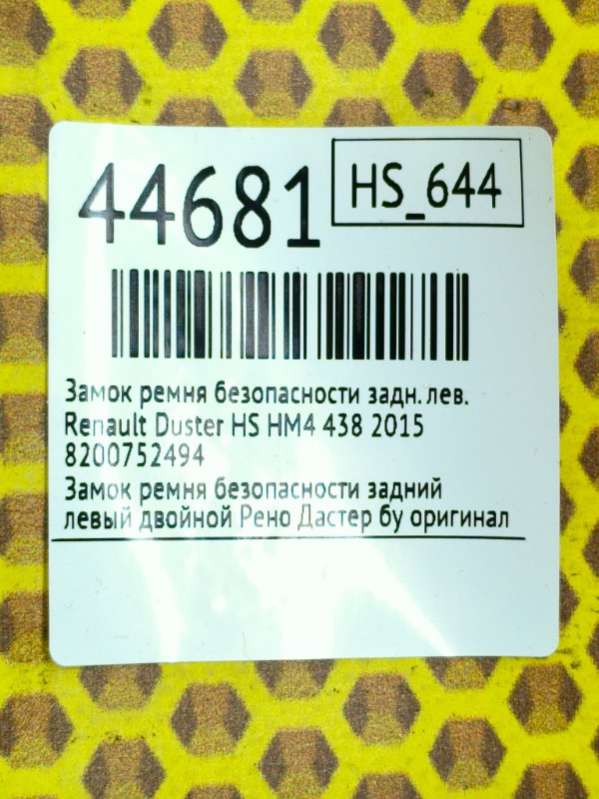 44681
HS_644
Замок ремня безопасности задн. лев.
Renault Duster HS HM4 438 2015
8200752494
Замок ремня безопасности задний
левый двойной Рено Дастер бу оригинал